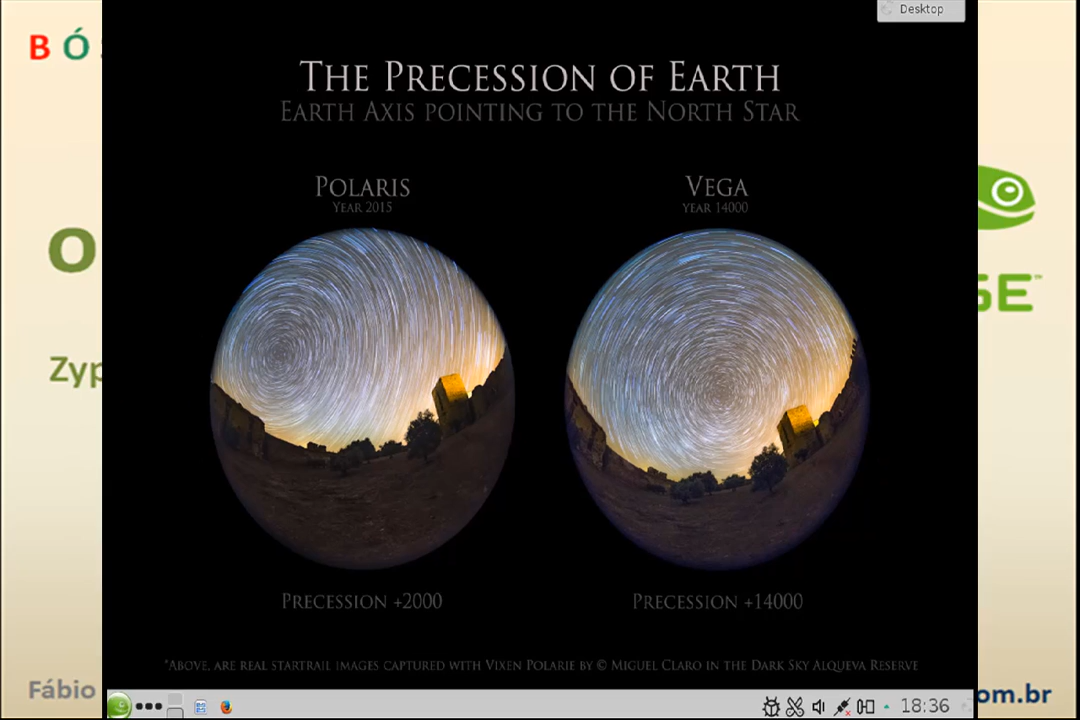 B Ó
Desktop
THE PRECESSION OF EARTH
EARTH AXIS POINTING TO THE NORTH STAR
POLARIS
YEAR 2015
VEGA
YEAR 14000
O
SE™
Zyp
PRECESSION +2000
PRECESSION +14000
*ABOVE, ARE REAL STARTRAIL IMAGES CAPTURED WITH VIXEN POLARIE BY © MIGUEL CLARO IN THE DARK SKY ALQUEVA RESERVE
Fábio
om.br
18:36